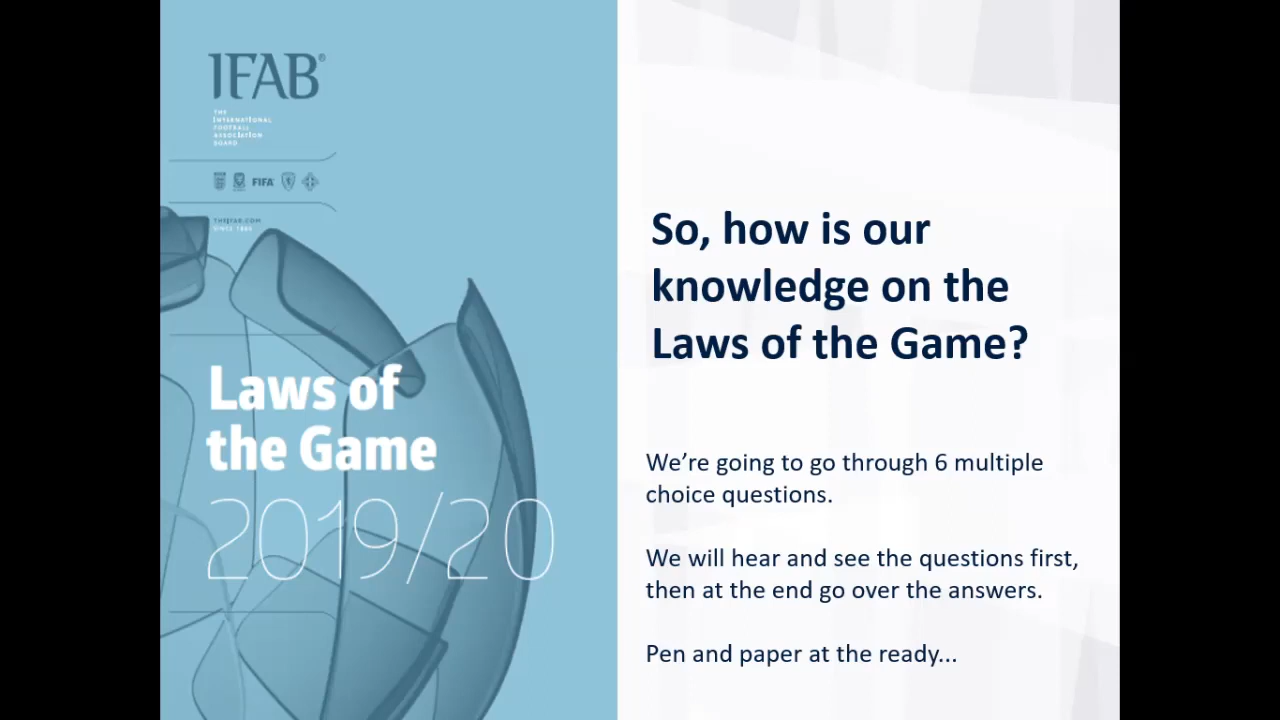 IFAB®
THE
INTERNATIONAL
FOOTBALL
ASSOCIATION
BOARD
FIFA
THEIFAB.COM
SINCE 1886
Laws of
the Game
2019/20
So, how is our
knowledge on the
Laws of the Game?
We’re going to go through 6 multiple
choice questions.
We will hear and see the questions first,
then at the end go over the answers.
Pen and paper at the ready...